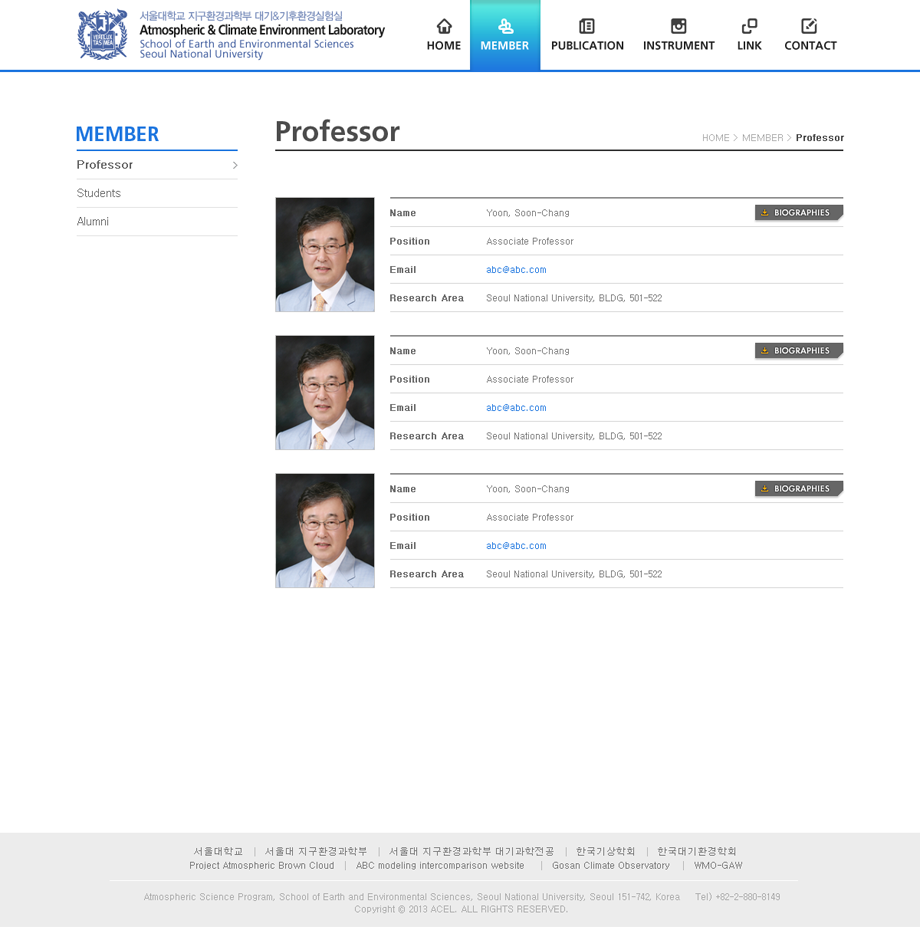 서울대학교 지구환경과학부 대기&기후환경실험실
Atmospheric & Climate Environment Laboratory
School of Earth and Environmental Sciences
Seoul National University
HOME MEMBER PUBLICATION INSTRUMENT LINK CONTACT
MEMBER
Professor
Students
Alumni
Professor
HOME > MEMBER > Professor
Name Yoon, Soon-Chang BIOGRAPHIES
Position Associate Professor
Email abc@abc.com
Research Area Seoul National University, BLDG, 501-522
Name Yoon, Soon-Chang BIOGRAPHIES
Position Associate Professor
Email abc@abc.com
Research Area Seoul National University, BLDG, 501-522
Name Yoon, Soon-Chang BIOGRAPHIES
Position Associate Professor
Email abc@abc.com
Research Area Seoul National University, BLDG, 501-522
서울대학교 | 서울대 지구환경과학부 | 서울대 지구환경과학부 대기과학전공 | 한국기상학회 | 한국대기환경학회
Project Atmospheric Brown Cloud | ABC modeling intercomparison website | Gosan Climate Observatory | WMO-GAW
Atmospheric Science Program, School of Earth and Environmental Sciences, Seoul National University, Seoul 151-742, Korea Tel) +82-2-880-8149
Copyright © 2013 ACEL. ALL RIGHTS RESERVED.